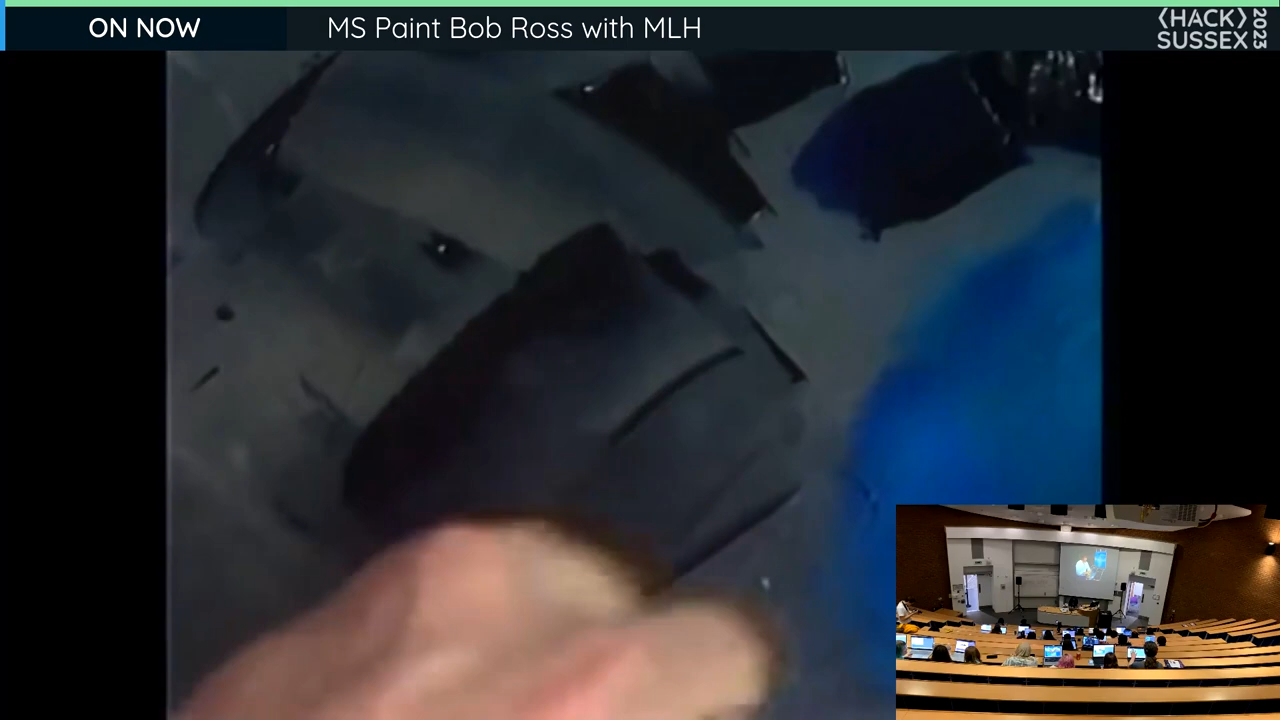 ON NOW
MS Paint Bob Ross with MLH
⟨HACK⟩
SUSSEX
2023